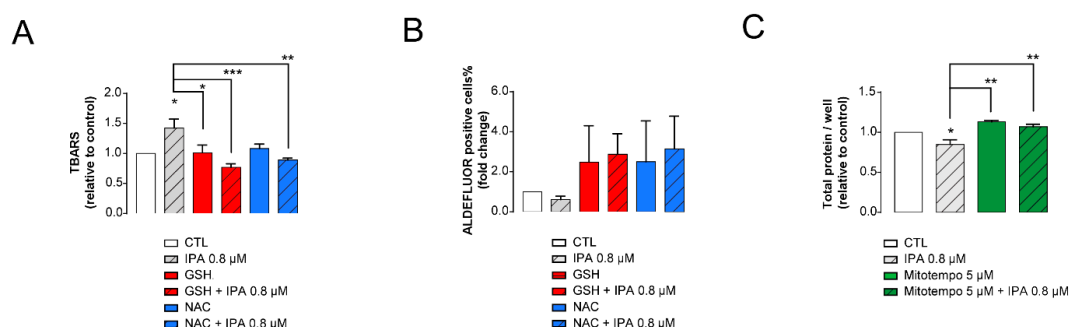 A
TBARS
(relative to control)
2.0
1.5
1.0
0.5
0.0
*
*
***
**
CTL
IPA 0.8 µM
GSH.
GSH + IPA 0.8 µM
NAC
NAC + IPA 0.8 µM
B
ALDEFLUOR positive cells%
(fold change)
6.0
4.0
2.0
0.0
CTL
IPA 0.8 µM
GSH
GSH + IPA 0.8 µM
NAC
NAC + IPA 0.8 µM
C
Total protein / well
(relative to control)
1.5
1.0
0.5
0.0
*
**
**
CTL
IPA 0.8 µM
Mitotempo 5 µM
Mitotempo 5 µM + IPA 0.8 µM